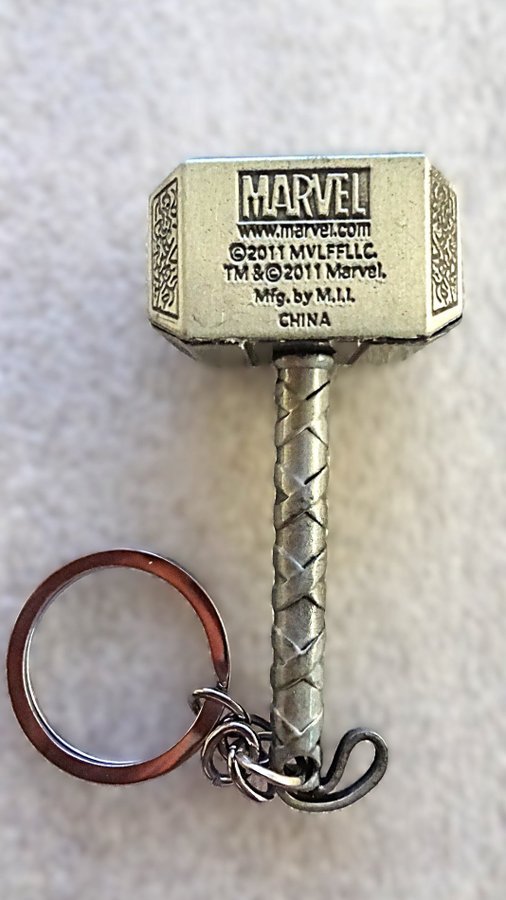 MARVEL
www.marvel.com
©2011 MVLFFLLC.
TM & ©2011 Marvel.
Mfg. by M.I.I.
CHINA